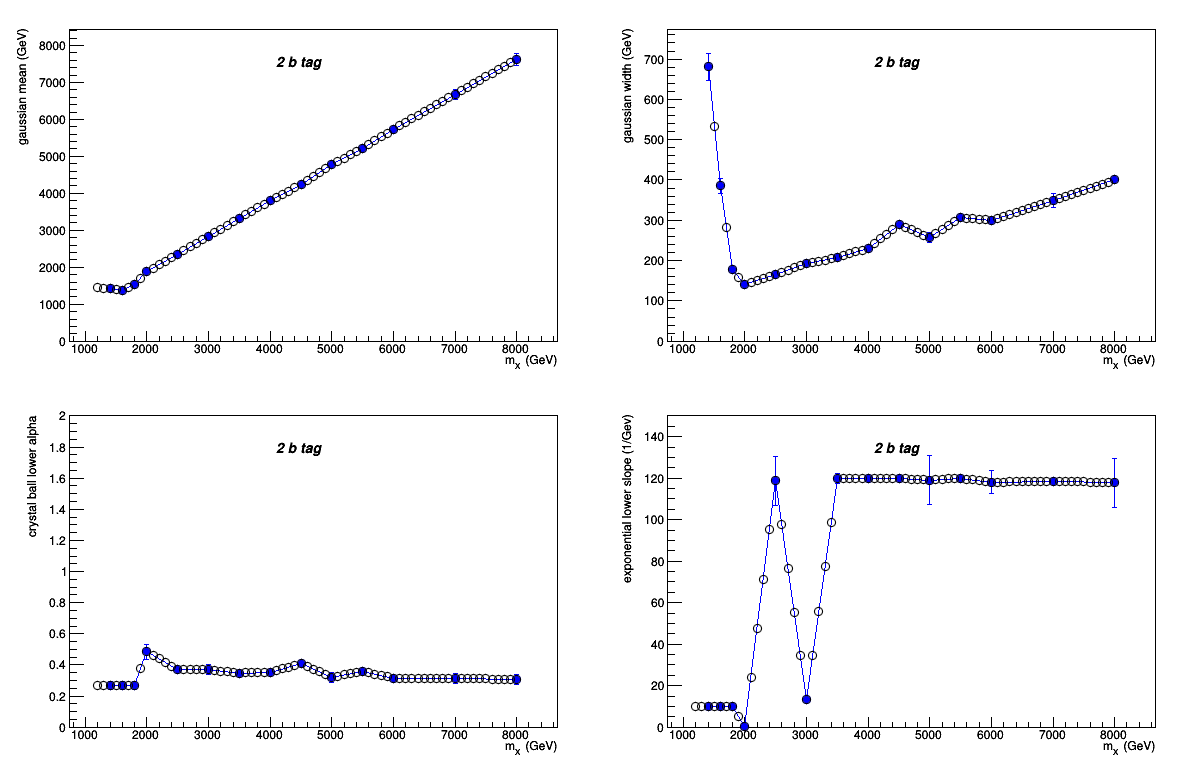 gaussian mean (GeV)
2 b tag
8000
7000
6000
5000
4000
3000
2000
1000
0
1000 2000 3000 4000 5000 6000 7000 8000
mX (GeV)
gaussian width (GeV)
2 b tag
700
600
500
400
300
200
100
0
1000 2000 3000 4000 5000 6000 7000 8000
mX (GeV)
crystal ball lower alpha
2 b tag
2
1.8
1.6
1.4
1.2
1
0.8
0.6
0.4
0.2
0
1000 2000 3000 4000 5000 6000 7000 8000
mX (GeV)
exponential lower slope (1/Gev)
2 b tag
140
120
100
80
60
40
20
0
1000 2000 3000 4000 5000 6000 7000 8000
mX (GeV)